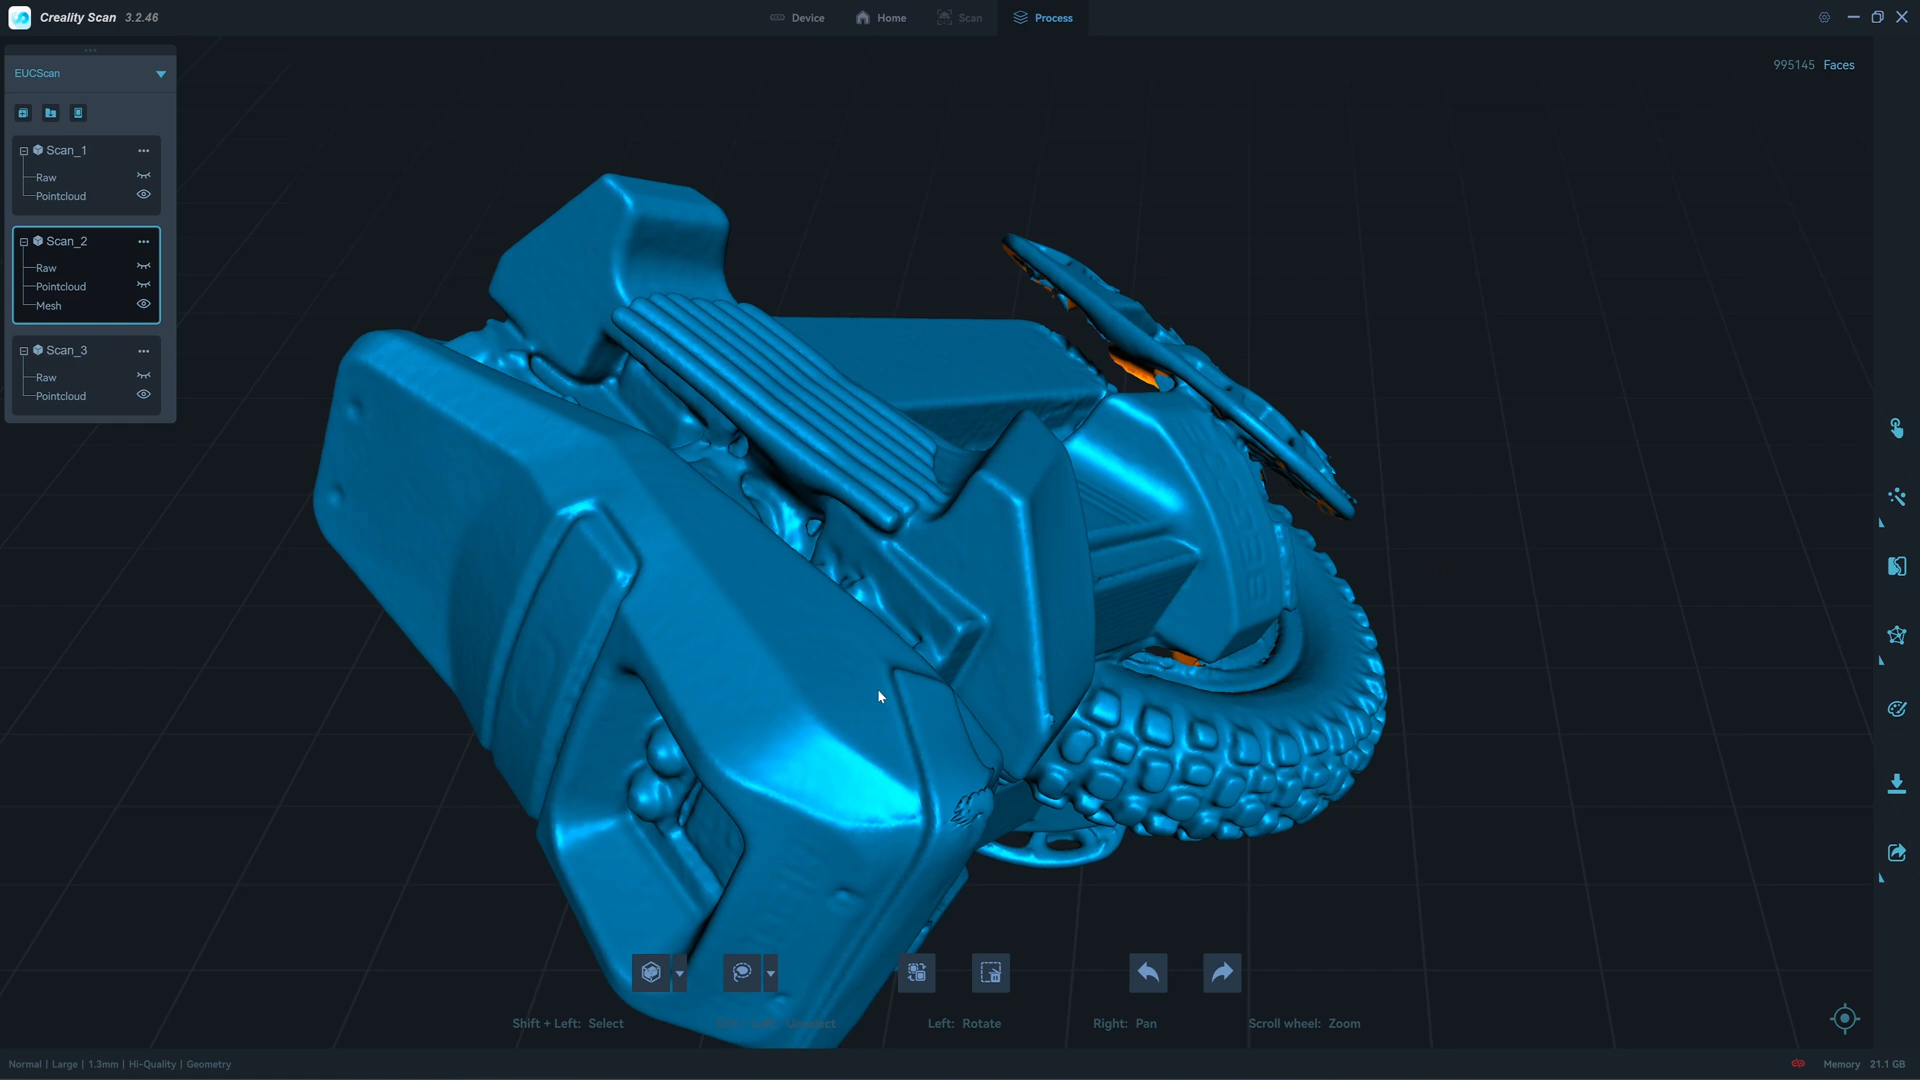 Creality Scan 3.2.46
Device
Home
Scan
Process
EUCScan
995145 Faces
Scan_1
Raw
Pointcloud
Scan_2
Raw
Pointcloud
Mesh
Scan_3
Raw
Pointcloud
Shift + Left: Select
Unselect
Left: Rotate
Right: Pan
Scroll wheel: Zoom
Normal | Large | 1.3mm | Hi-Quality | Geometry
Memory 21.1 GB